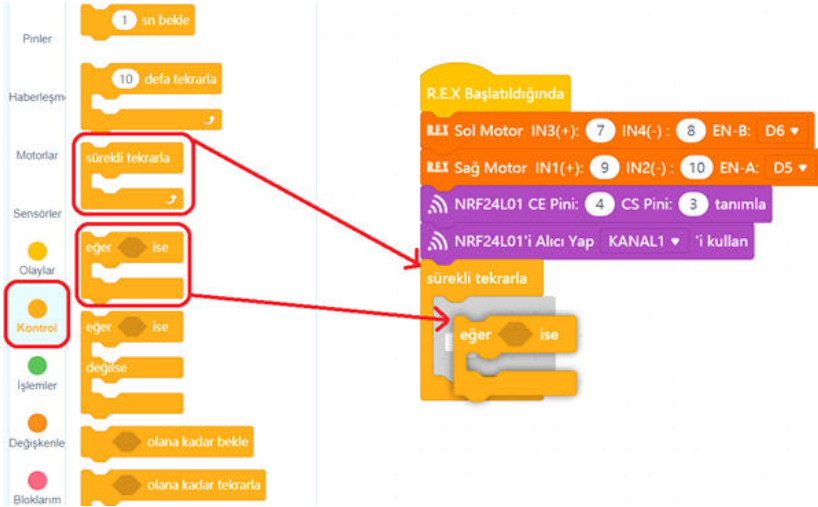 Pinler
Haberleşm
Motorlar
Sensörler
Olaylar
Kontrol
İşlemler
Değişkenle
Bloklarım
1 sn bekle
10 defa tekrarla
sürekli tekrarla
eğer ise
eğer ise
değilse
olana kadar bekle
olana kadar tekrarla
R.E.X Başlatıldığında
R.E.X Sol Motor IN3(+): 7 IN4(-) : 8 EN-B: D6
R.E.X Sağ Motor IN1(+): 9 IN2(-) : 10 EN-A: D5
NRF24L01 CE Pini: 4 CS Pini: 3 tanımla
NRF24L01'i Alıcı Yap KANAL1 'i kullan
sürekli tekrarla
eğer ise